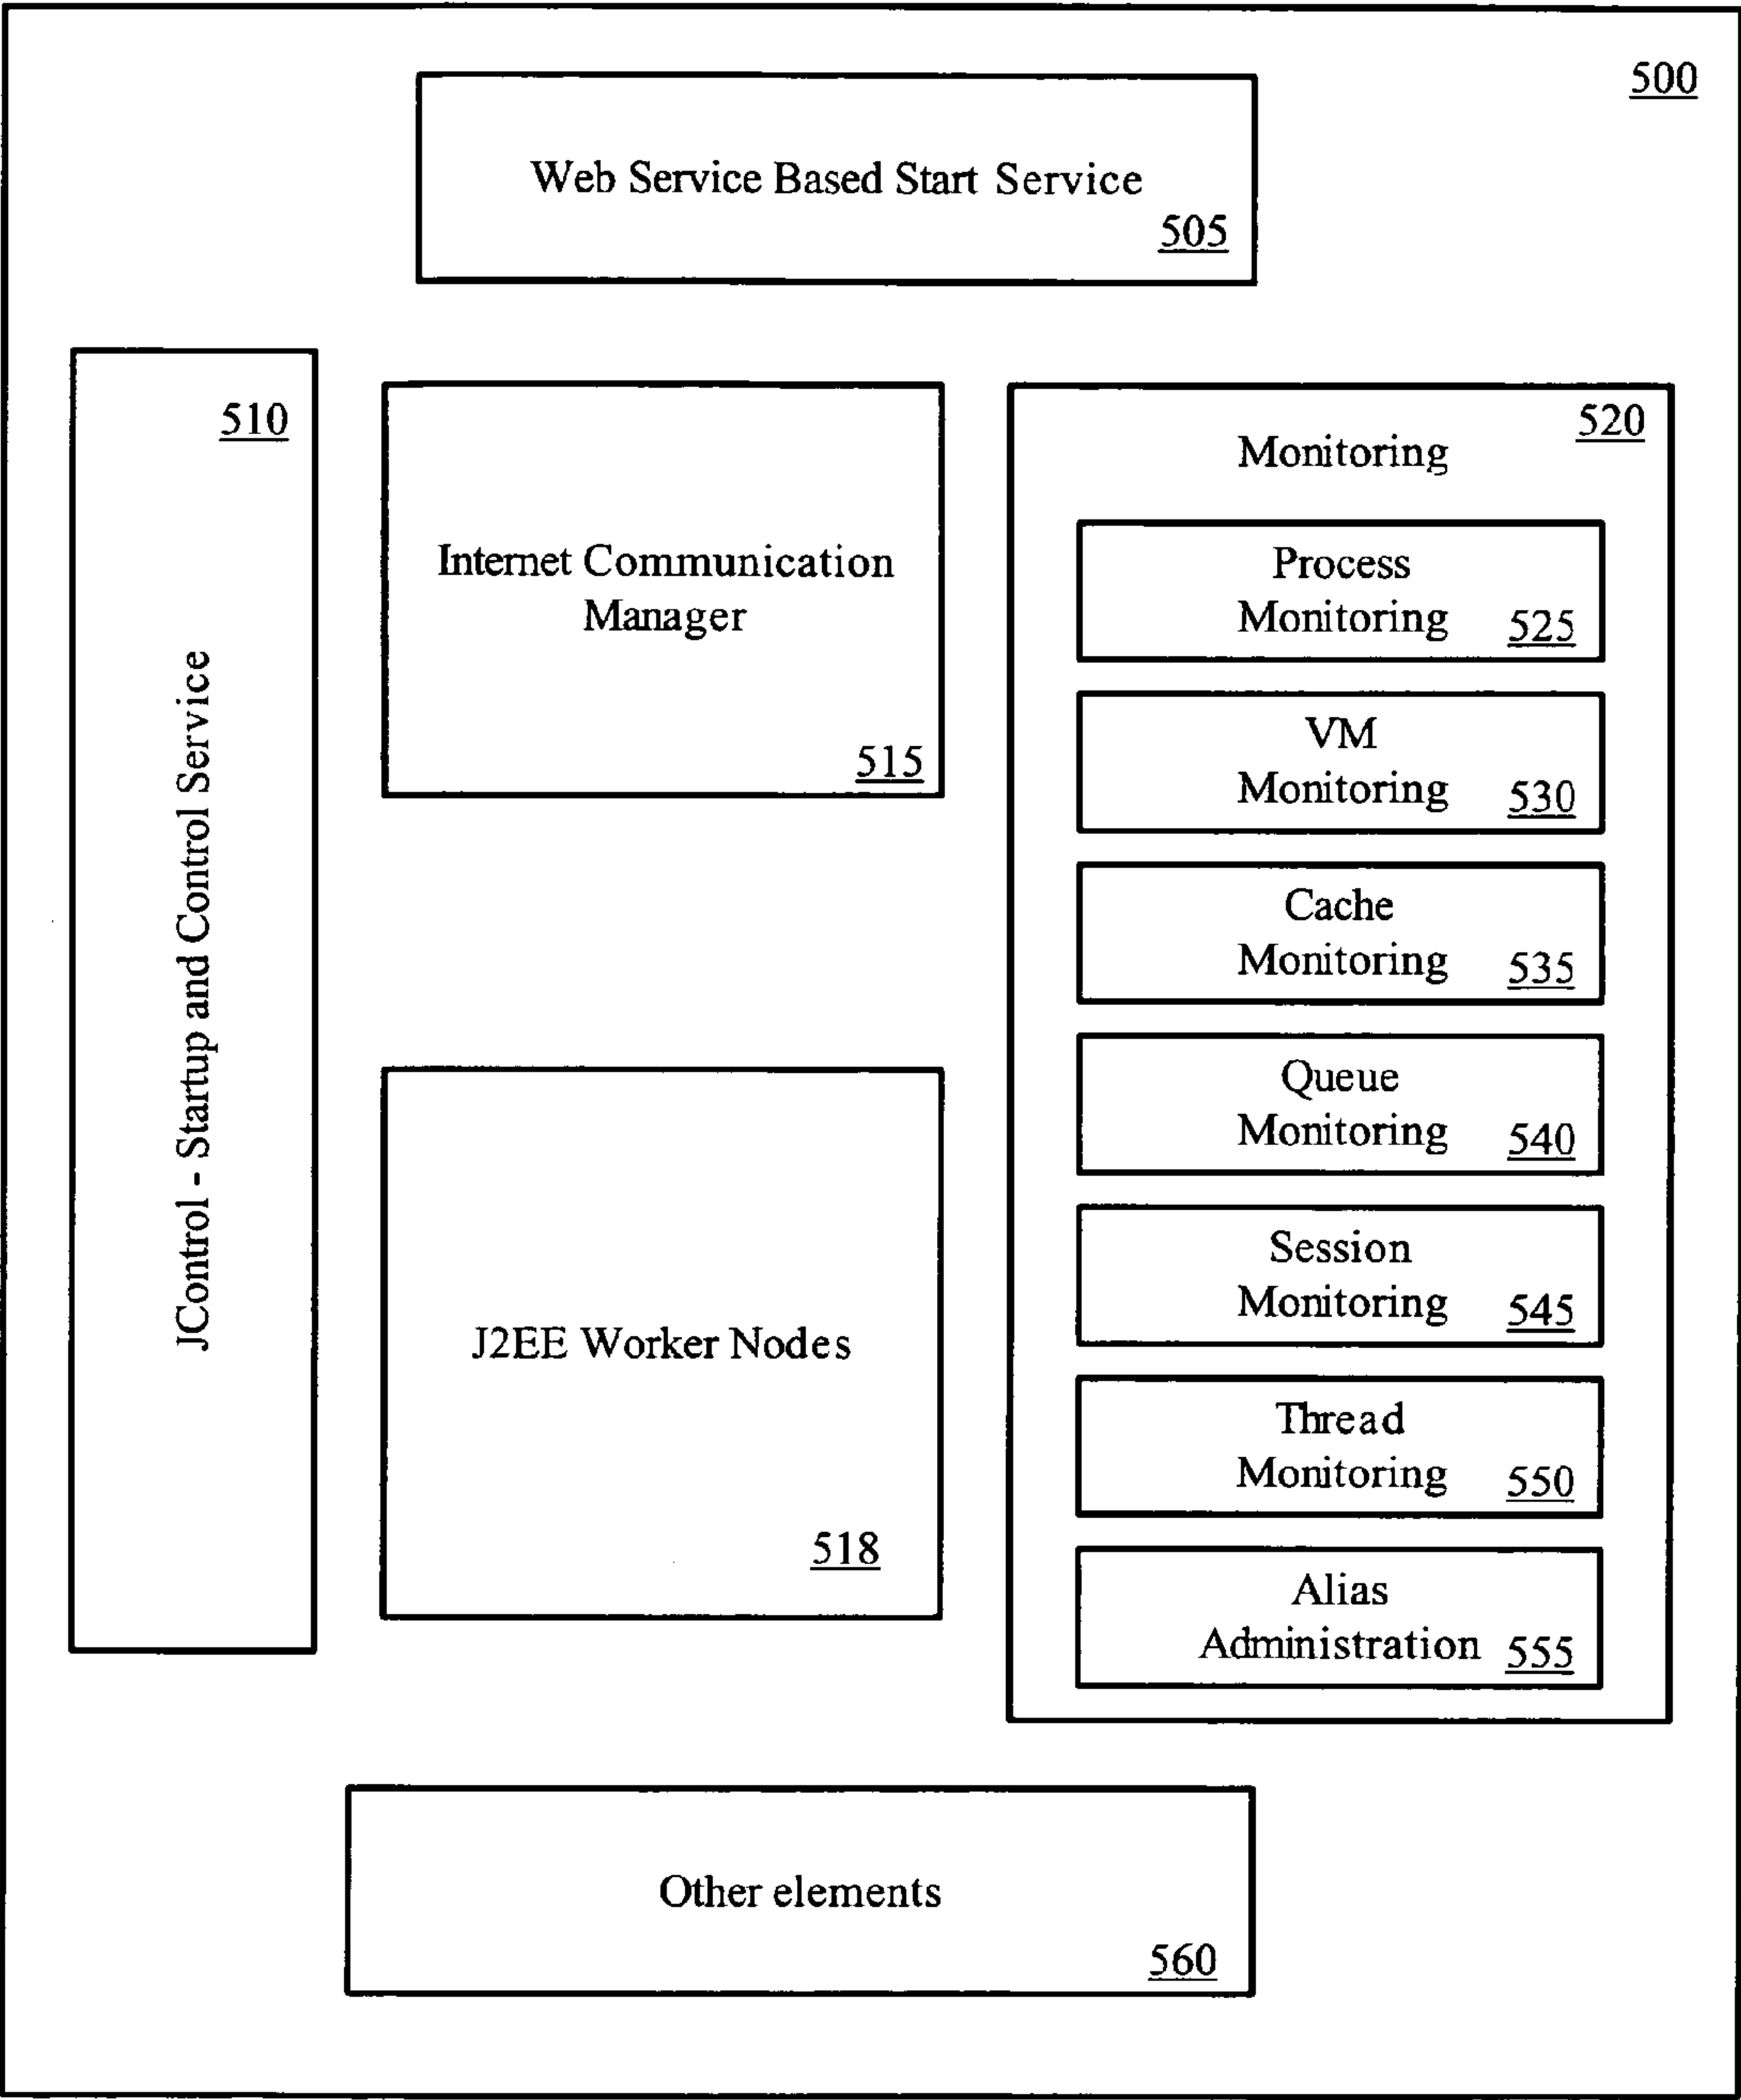 500
Web Service Based Start Service
505
510
JControl - Startup and Control Service
Internet Communication
Manager
515
J2EE Worker Nodes
518
520
Monitoring
Process
Monitoring 525
VM
Monitoring 530
Cache
Monitoring 535
Queue
Monitoring 540
Session
Monitoring 545
Thread
Monitoring 550
Alias
Administration 555
Other elements
560